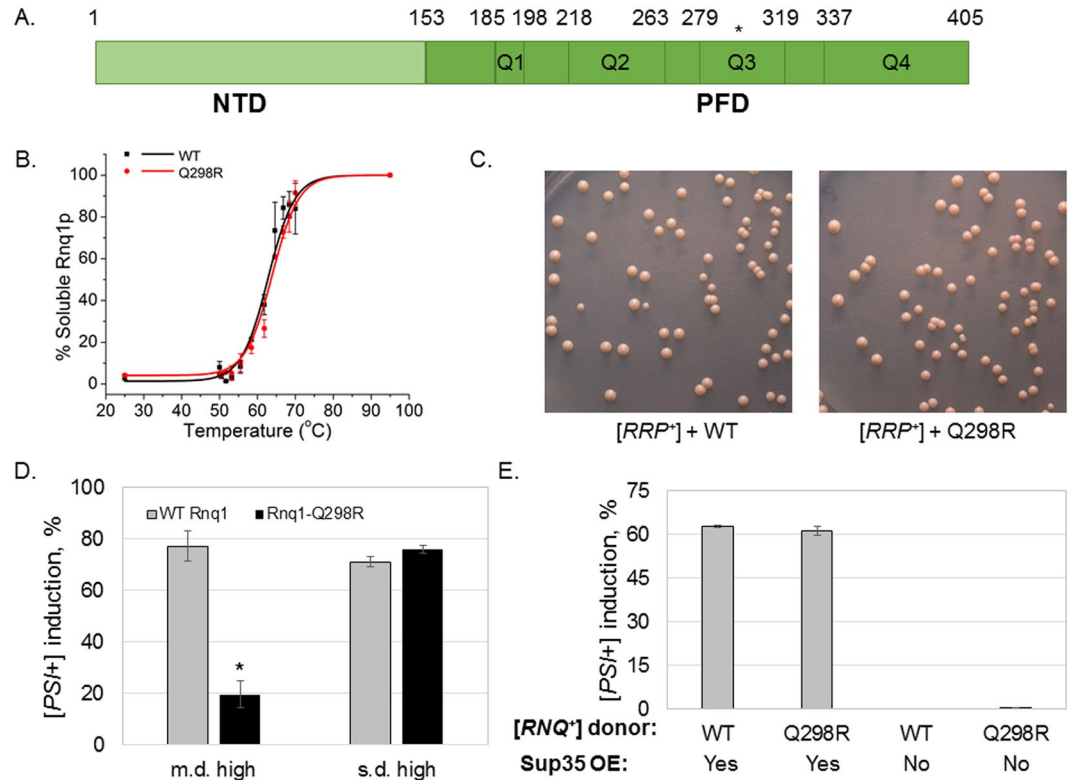 A.
1 153 185 198 218 263 279 319 337 405
*
Q1 Q2 Q3 Q4
NTD PFD
B.
WT
Q298R
% Soluble Rnq1p
100
80
60
40
20
0
20 30 40 50 60 70 80 90 100
Temperature (°C)
C.
[RRP+] + WT [RRP+] + Q298R
D.
[PSI+] induction, %
100
80
60
40
20
0
WT Rnq1 Rnq1-Q298R
*
m.d. high s.d. high
E.
[PSI+] induction, %
75
60
45
30
15
0
[RNQ+] donor: WT Q298R WT Q298R
Sup35 OE: Yes Yes No No